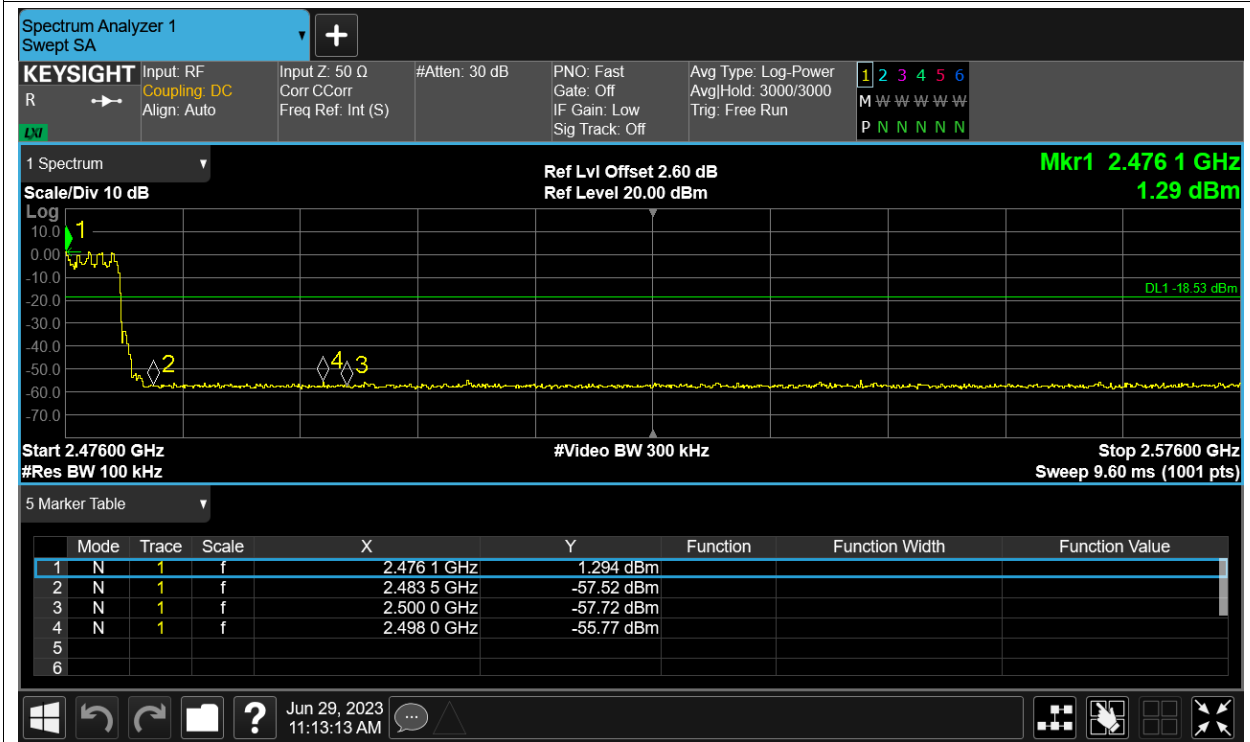 Spectrum Analyzer 1
Swept SA
+
KEYSIGHT Input: RF Input Z: 50 Ω #Atten: 30 dB PNO: Fast Avg Type: Log-Power 1 2 3 4 5 6
R Coupling: DC Corr CCorr Gate: Off Avg|Hold: 3000/3000 M W W W W W
Align: Auto Freq Ref: Int (S) IF Gain: Low Trig: Free Run
LXI Sig Track: Off P N N N N N
1 Spectrum Ref Lvl Offset 2.60 dB Mkr1 2.476 1 GHz
Scale/Div 10 dB Ref Level 20.00 dBm 1.29 dBm
Log
10.0 1
0.00
-10.0
-20.0 DL1 -18.53 dBm
-30.0
-40.0
-50.0 2 4 3
-60.0
-70.0
Start 2.47600 GHz #Video BW 300 kHz Stop 2.57600 GHz
#Res BW 100 kHz Sweep 9.60 ms (1001 pts)
5 Marker Table
Mode Trace Scale X Y Function Function Width Function Value
1 N 1 f 2.476 1 GHz 1.294 dBm
2 N 1 f 2.483 5 GHz -57.52 dBm
3 N 1 f 2.500 0 GHz -57.72 dBm
4 N 1 f 2.498 0 GHz -55.77 dBm
5
6
? Jun 29, 2023
11:13:13 AM